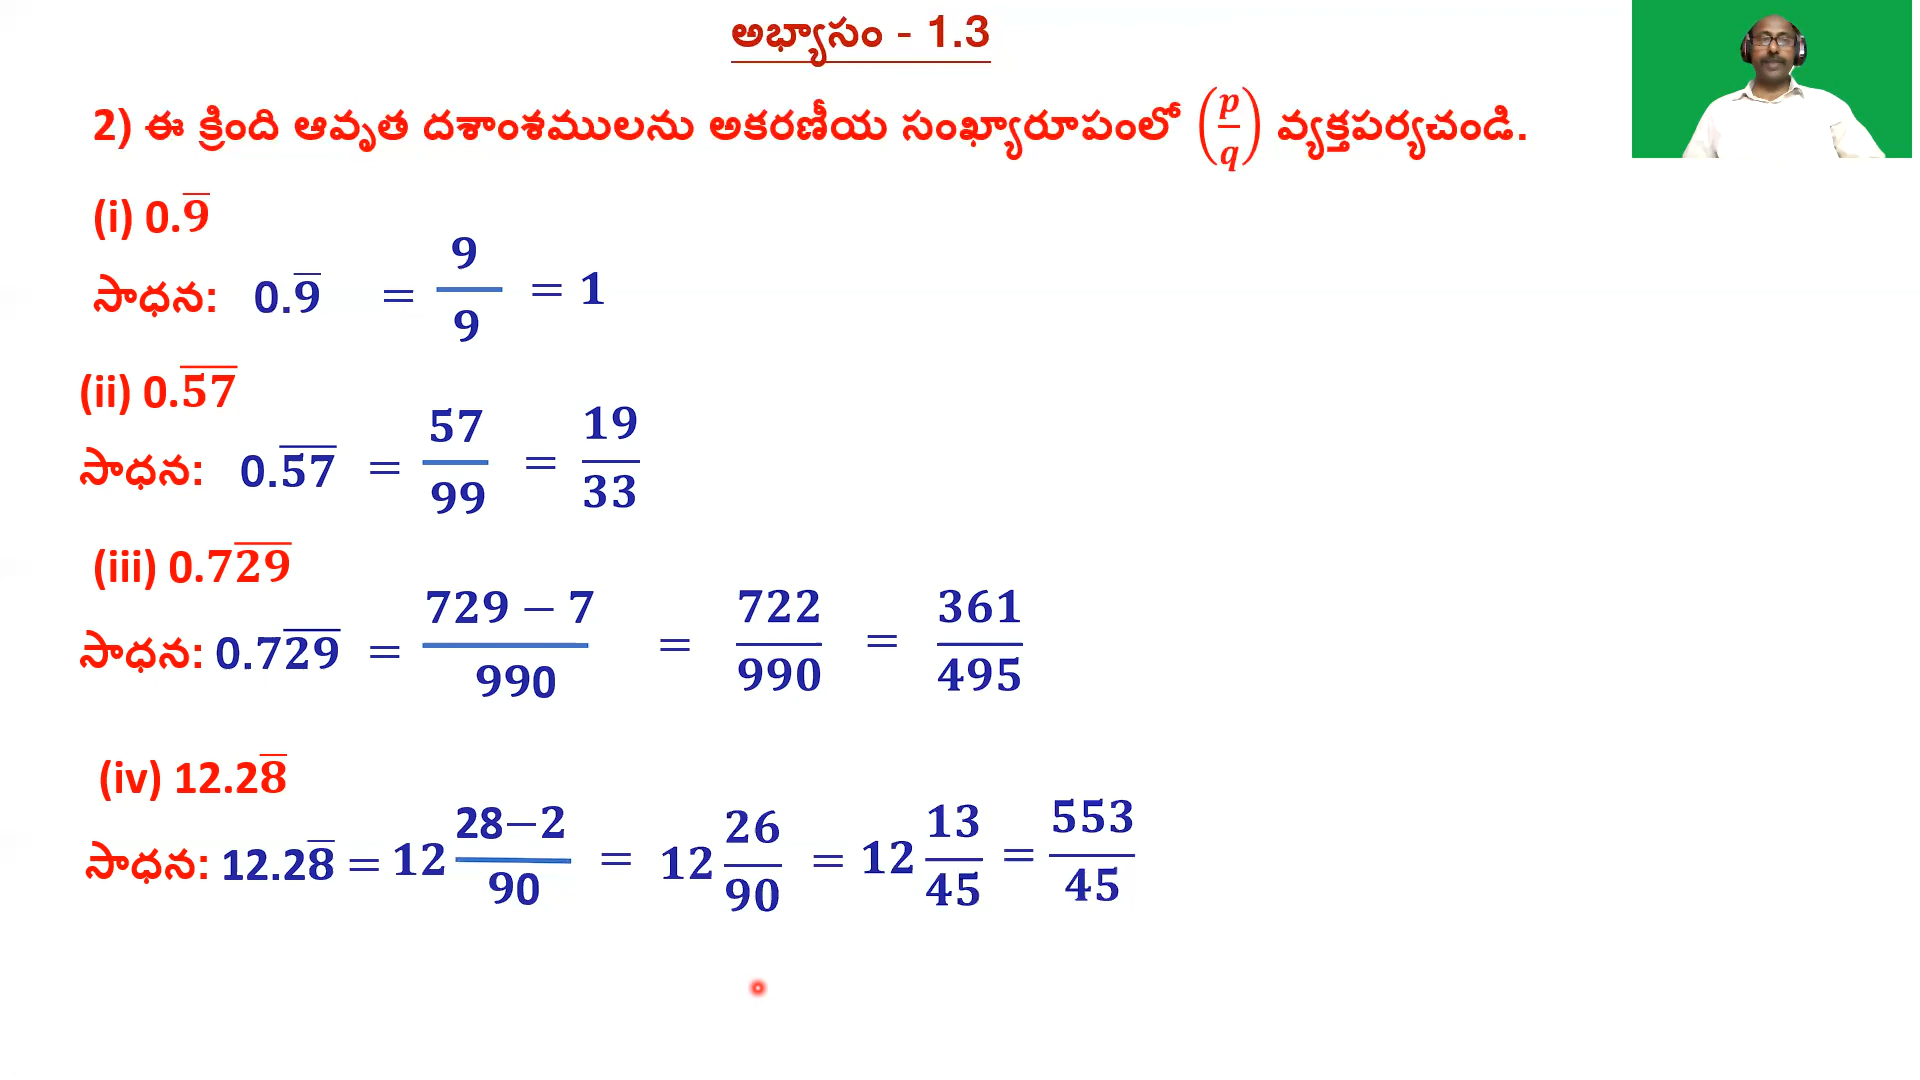 అభ్యాసం - 1.3
2) ఈ క్రింది ఆవృత దశాంశములను అకరణీయ సంఖ్యారూపంలో (p/q) వ్యక్తపర్యచండి.
(i) 0.9̅
సాధన: 0.9̅ = 9/9 = 1
(ii) 0.5̅7̅
సాధన: 0.5̅7̅ = 57/99 = 19/33
(iii) 0.72̅9̅
సాధన: 0.72̅9̅ = (729 − 7)/990 = 722/990 = 361/495
(iv) 12.28̅
సాధన: 12.28̅ = 12 (28−2)/90 = 12 26/90 = 12 13/45 = 553/45